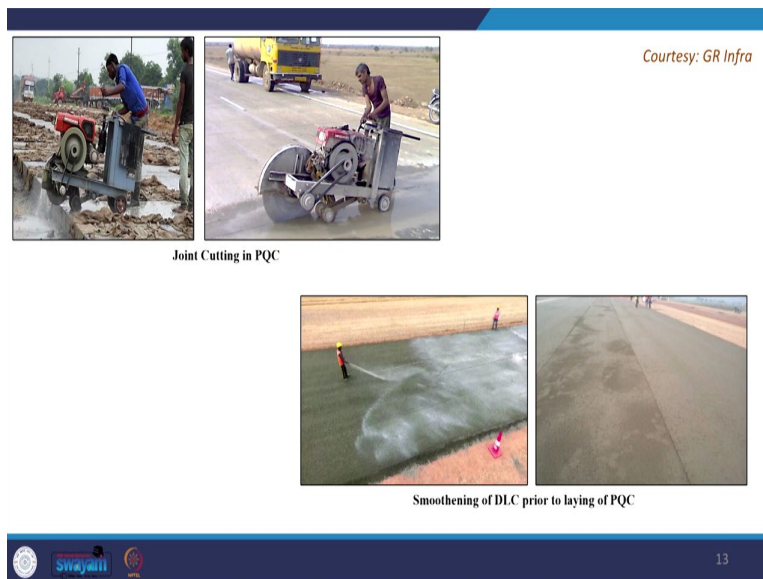 Courtesy: GR Infra
Joint Cutting in PQC
Smoothening of DLC prior to laying of PQC
swayam
13